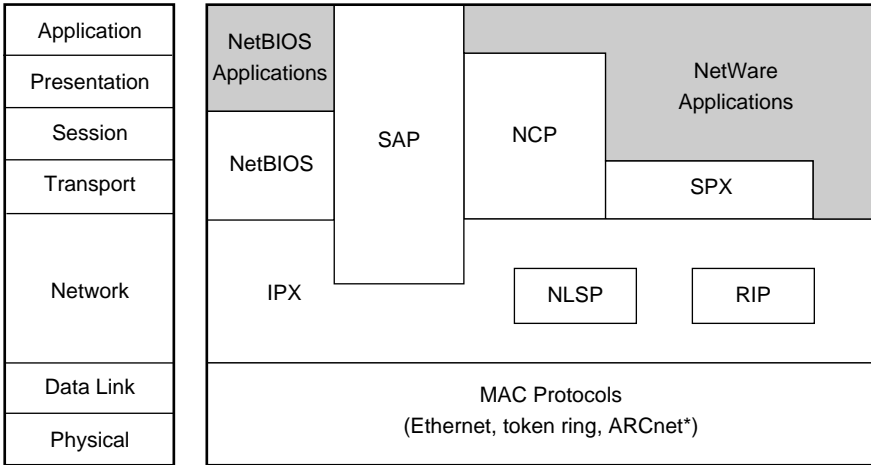 Application
Presentation
Session
Transport
Network
Data Link
Physical
NetBIOS
Applications
NetBIOS
SAP
NCP
NetWare
Applications
SPX
IPX
NLSP
RIP
MAC Protocols
(Ethernet, token ring, ARCnet*)